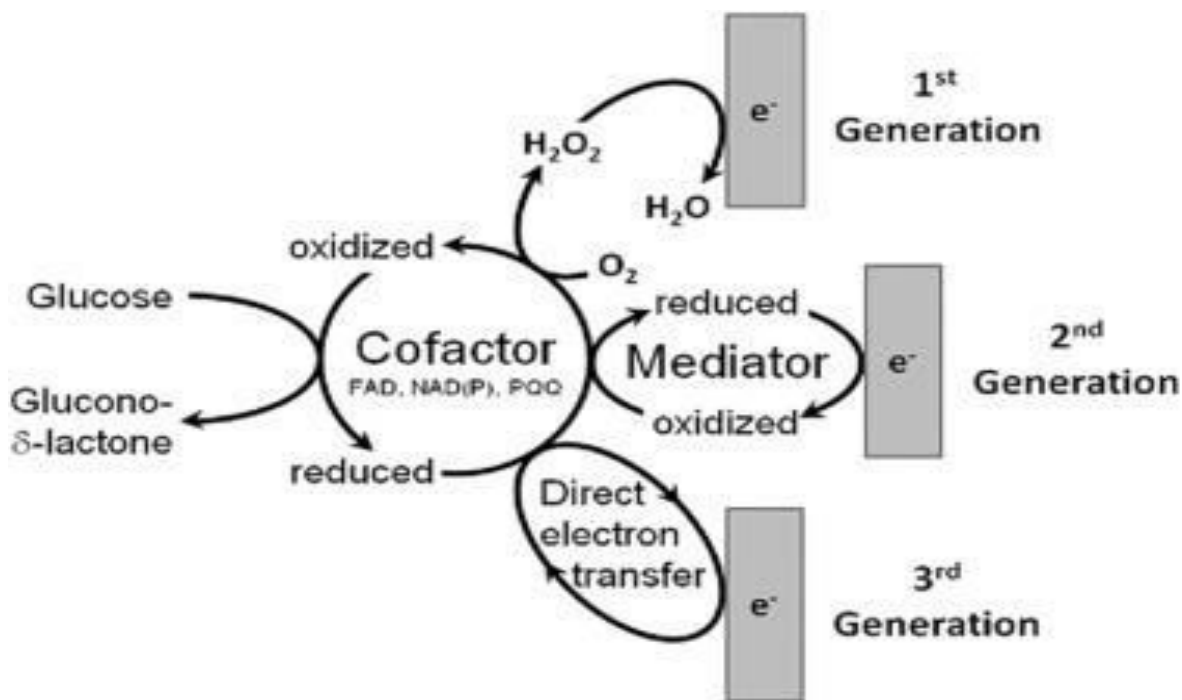 1st
Generation
e-
H2O2
H2O
oxidized
O2
Glucose
reduced
Cofactor
FAD, NAD(P), PQQ
Mediator
e-
2nd
Generation
Glucono-
δ-lactone
oxidized
reduced
Direct
electron
transfer
e-
3rd
Generation